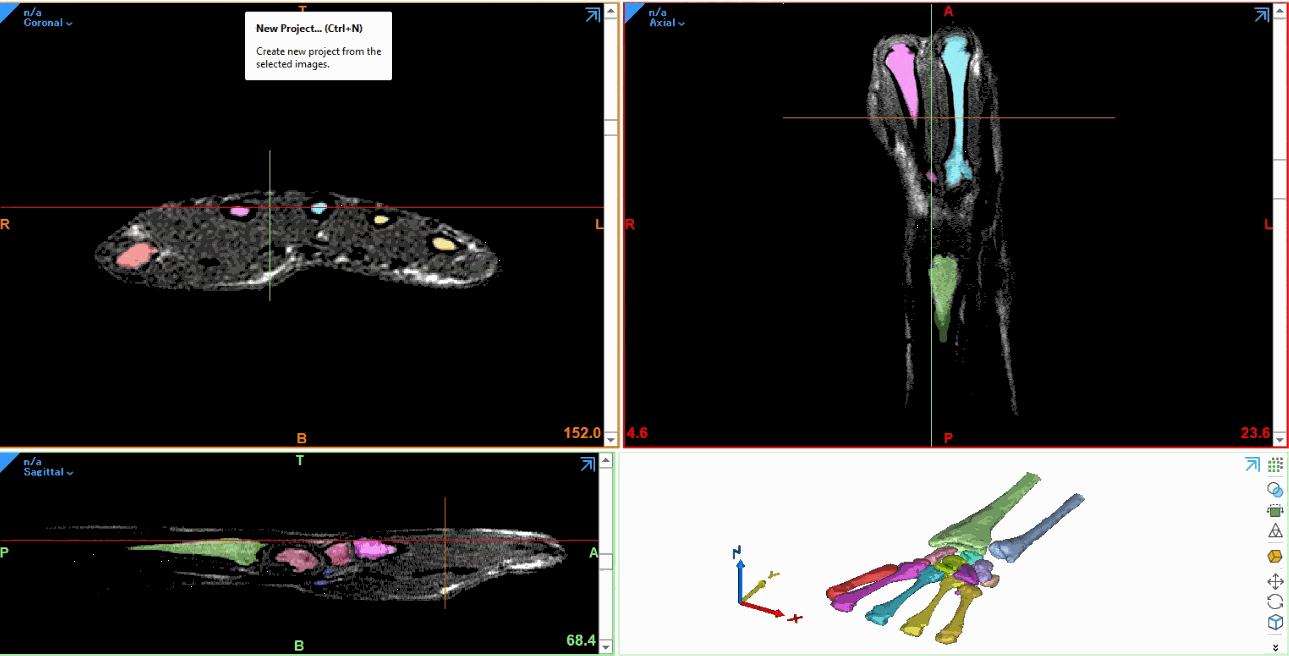 n/a
Coronal
T
New Project... (Ctrl+N)
Create new project from the
selected images.
R
L
B
152.0
n/a
Axial
A
R
L
4.6
P
23.6
n/a
Sagittal
T
P
A
B
68.4
N
Y
X